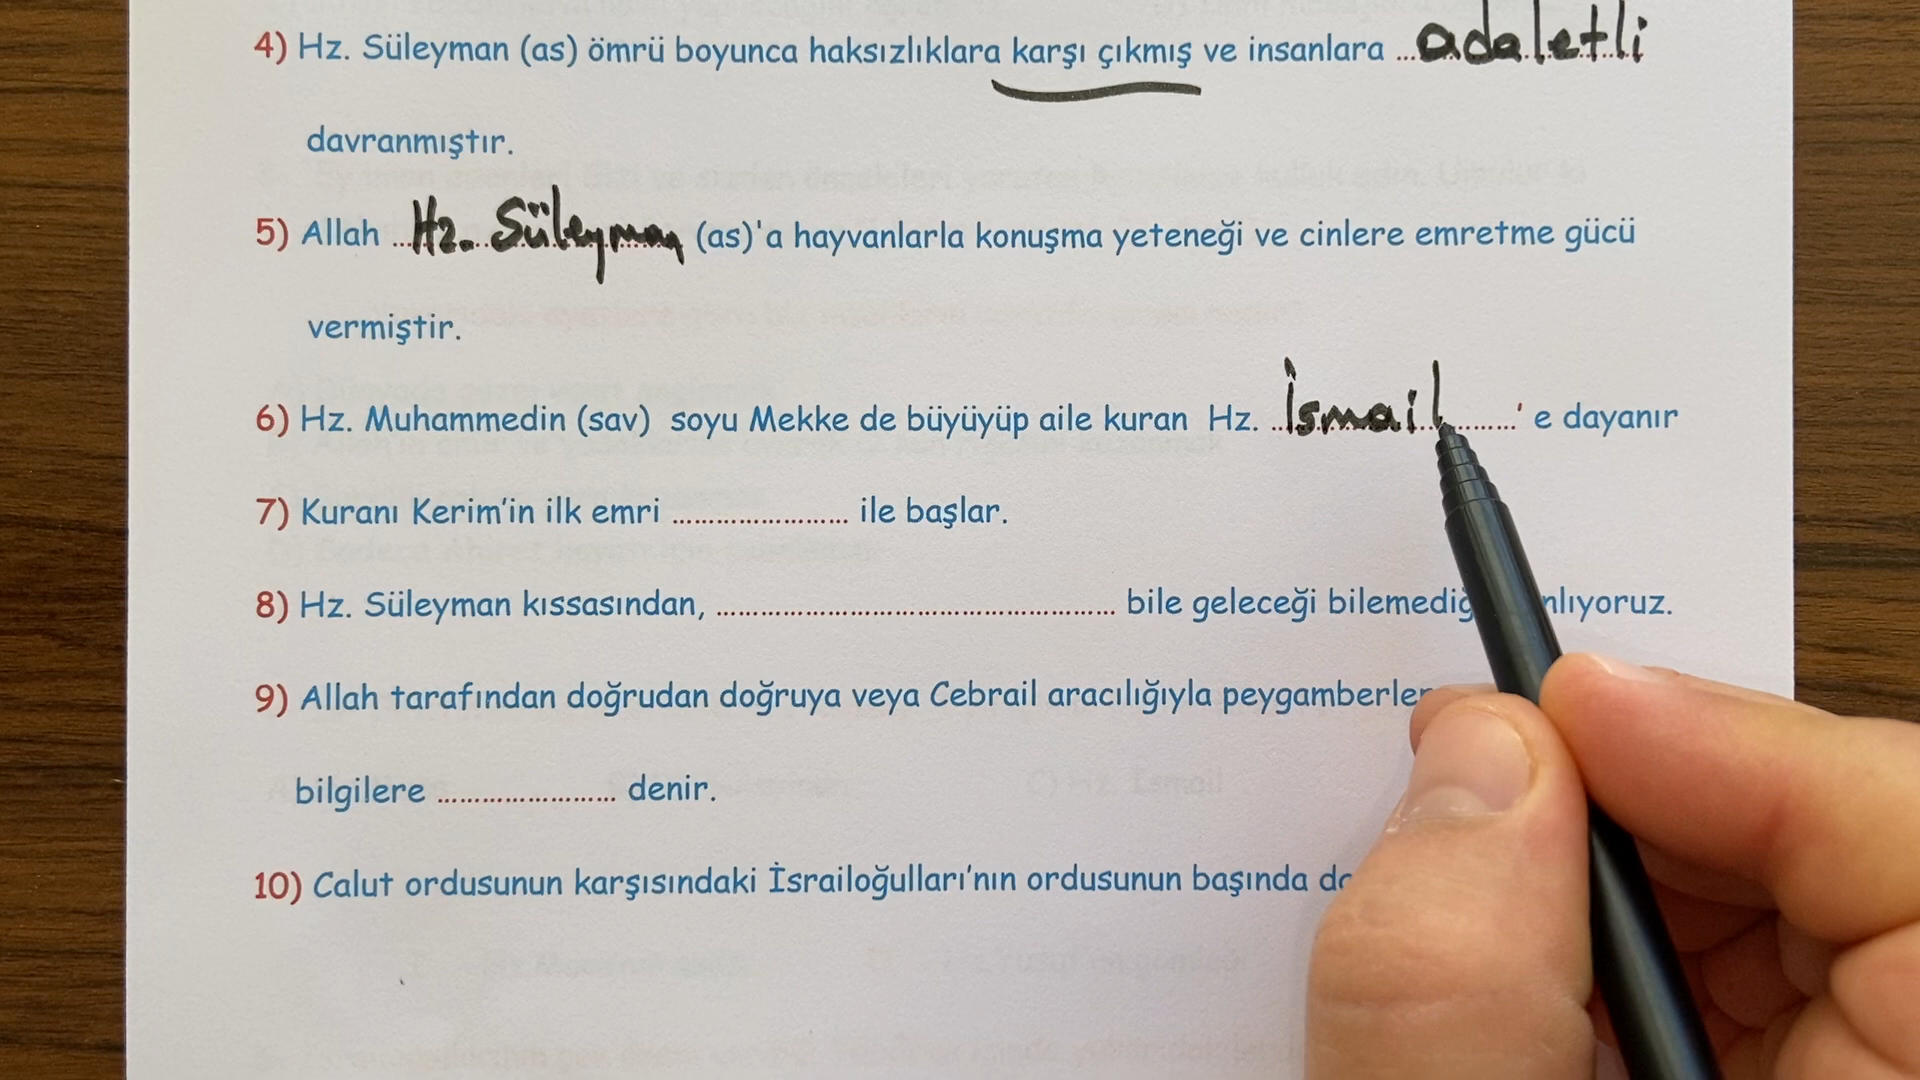 4) Hz. Süleyman (as) ömrü boyunca haksızlıklara karşı çıkmış ve insanlara ...adaletli
davranmıştır.
5) Allah ...Hz. Süleyman (as)'a hayvanlarla konuşma yeteneği ve cinlere emretme gücü
vermiştir.
6) Hz. Muhammedin (sav) soyu Mekke de büyüyüp aile kuran Hz. ...İsmail.........' e dayanır
7) Kuranı Kerim'in ilk emri ........................ ile başlar.
8) Hz. Süleyman kıssasından, ...................................................... bile geleceği
9) Allah tarafından doğrudan doğruya veya Cebrail aracılığıyla
bilgilere ........................ denir.
10) Calut ordusunun karşısındaki İsrailoğulları'nın ordusunun başında